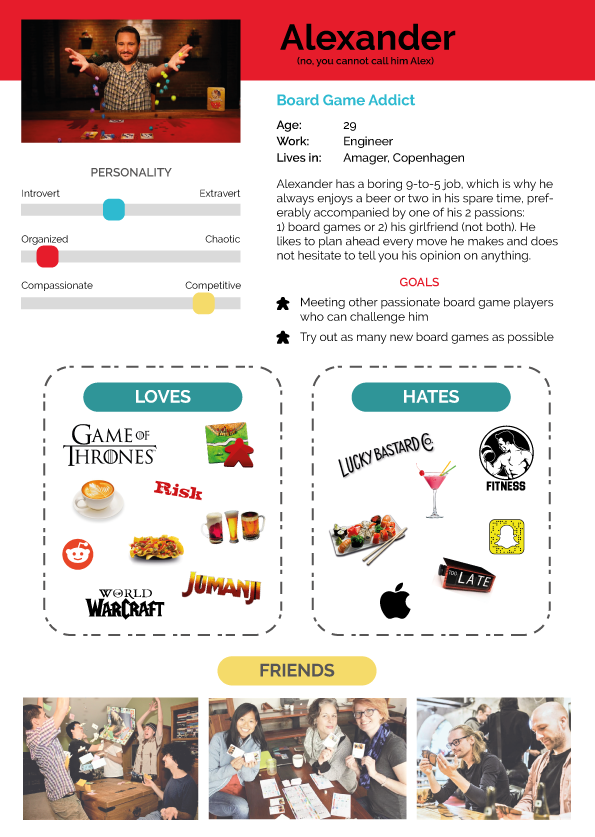 Alexander
(no, you cannot call him Alex)
Board Game Addict
Age: 29
Work: Engineer
Lives in: Amager, Copenhagen
Alexander has a boring 9-to-5 job, which is why he
always enjoys a beer or two in his spare time, pref-
erably accompanied by one of his 2 passions:
1) board games or 2) his girlfriend (not both). He
likes to plan ahead every move he makes and does
not hesitate to tell you his opinion on anything.
GOALS
Meeting other passionate board game players
who can challenge him
Try out as many new board games as possible
PERSONALITY
Introvert Extravert
Organized Chaotic
Compassionate Competitive
LOVES
GAME OF
THRONES
Risk
JUMANJI
WORLD
WARCRAFT
HATES
LUCKY BASTARD Co.
FITNESS
TOO LATE
FRIENDS